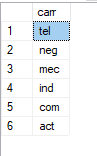 carr
1 tel
2 neg
3 mec
4 ind
5 com
6 act